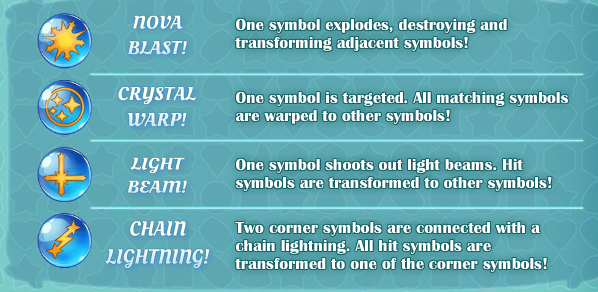 NOVA
BLAST!
One symbol explodes, destroying and
transforming adjacent symbols!
CRYSTAL
WARP!
One symbol is targeted. All matching symbols
are warped to other symbols!
LIGHT
BEAM!
One symbol shoots out light beams. Hit
symbols are transformed to other symbols!
CHAIN
LIGHTNING!
Two corner symbols are connected with a
chain lightning. All hit symbols are
transformed to one of the corner symbols!